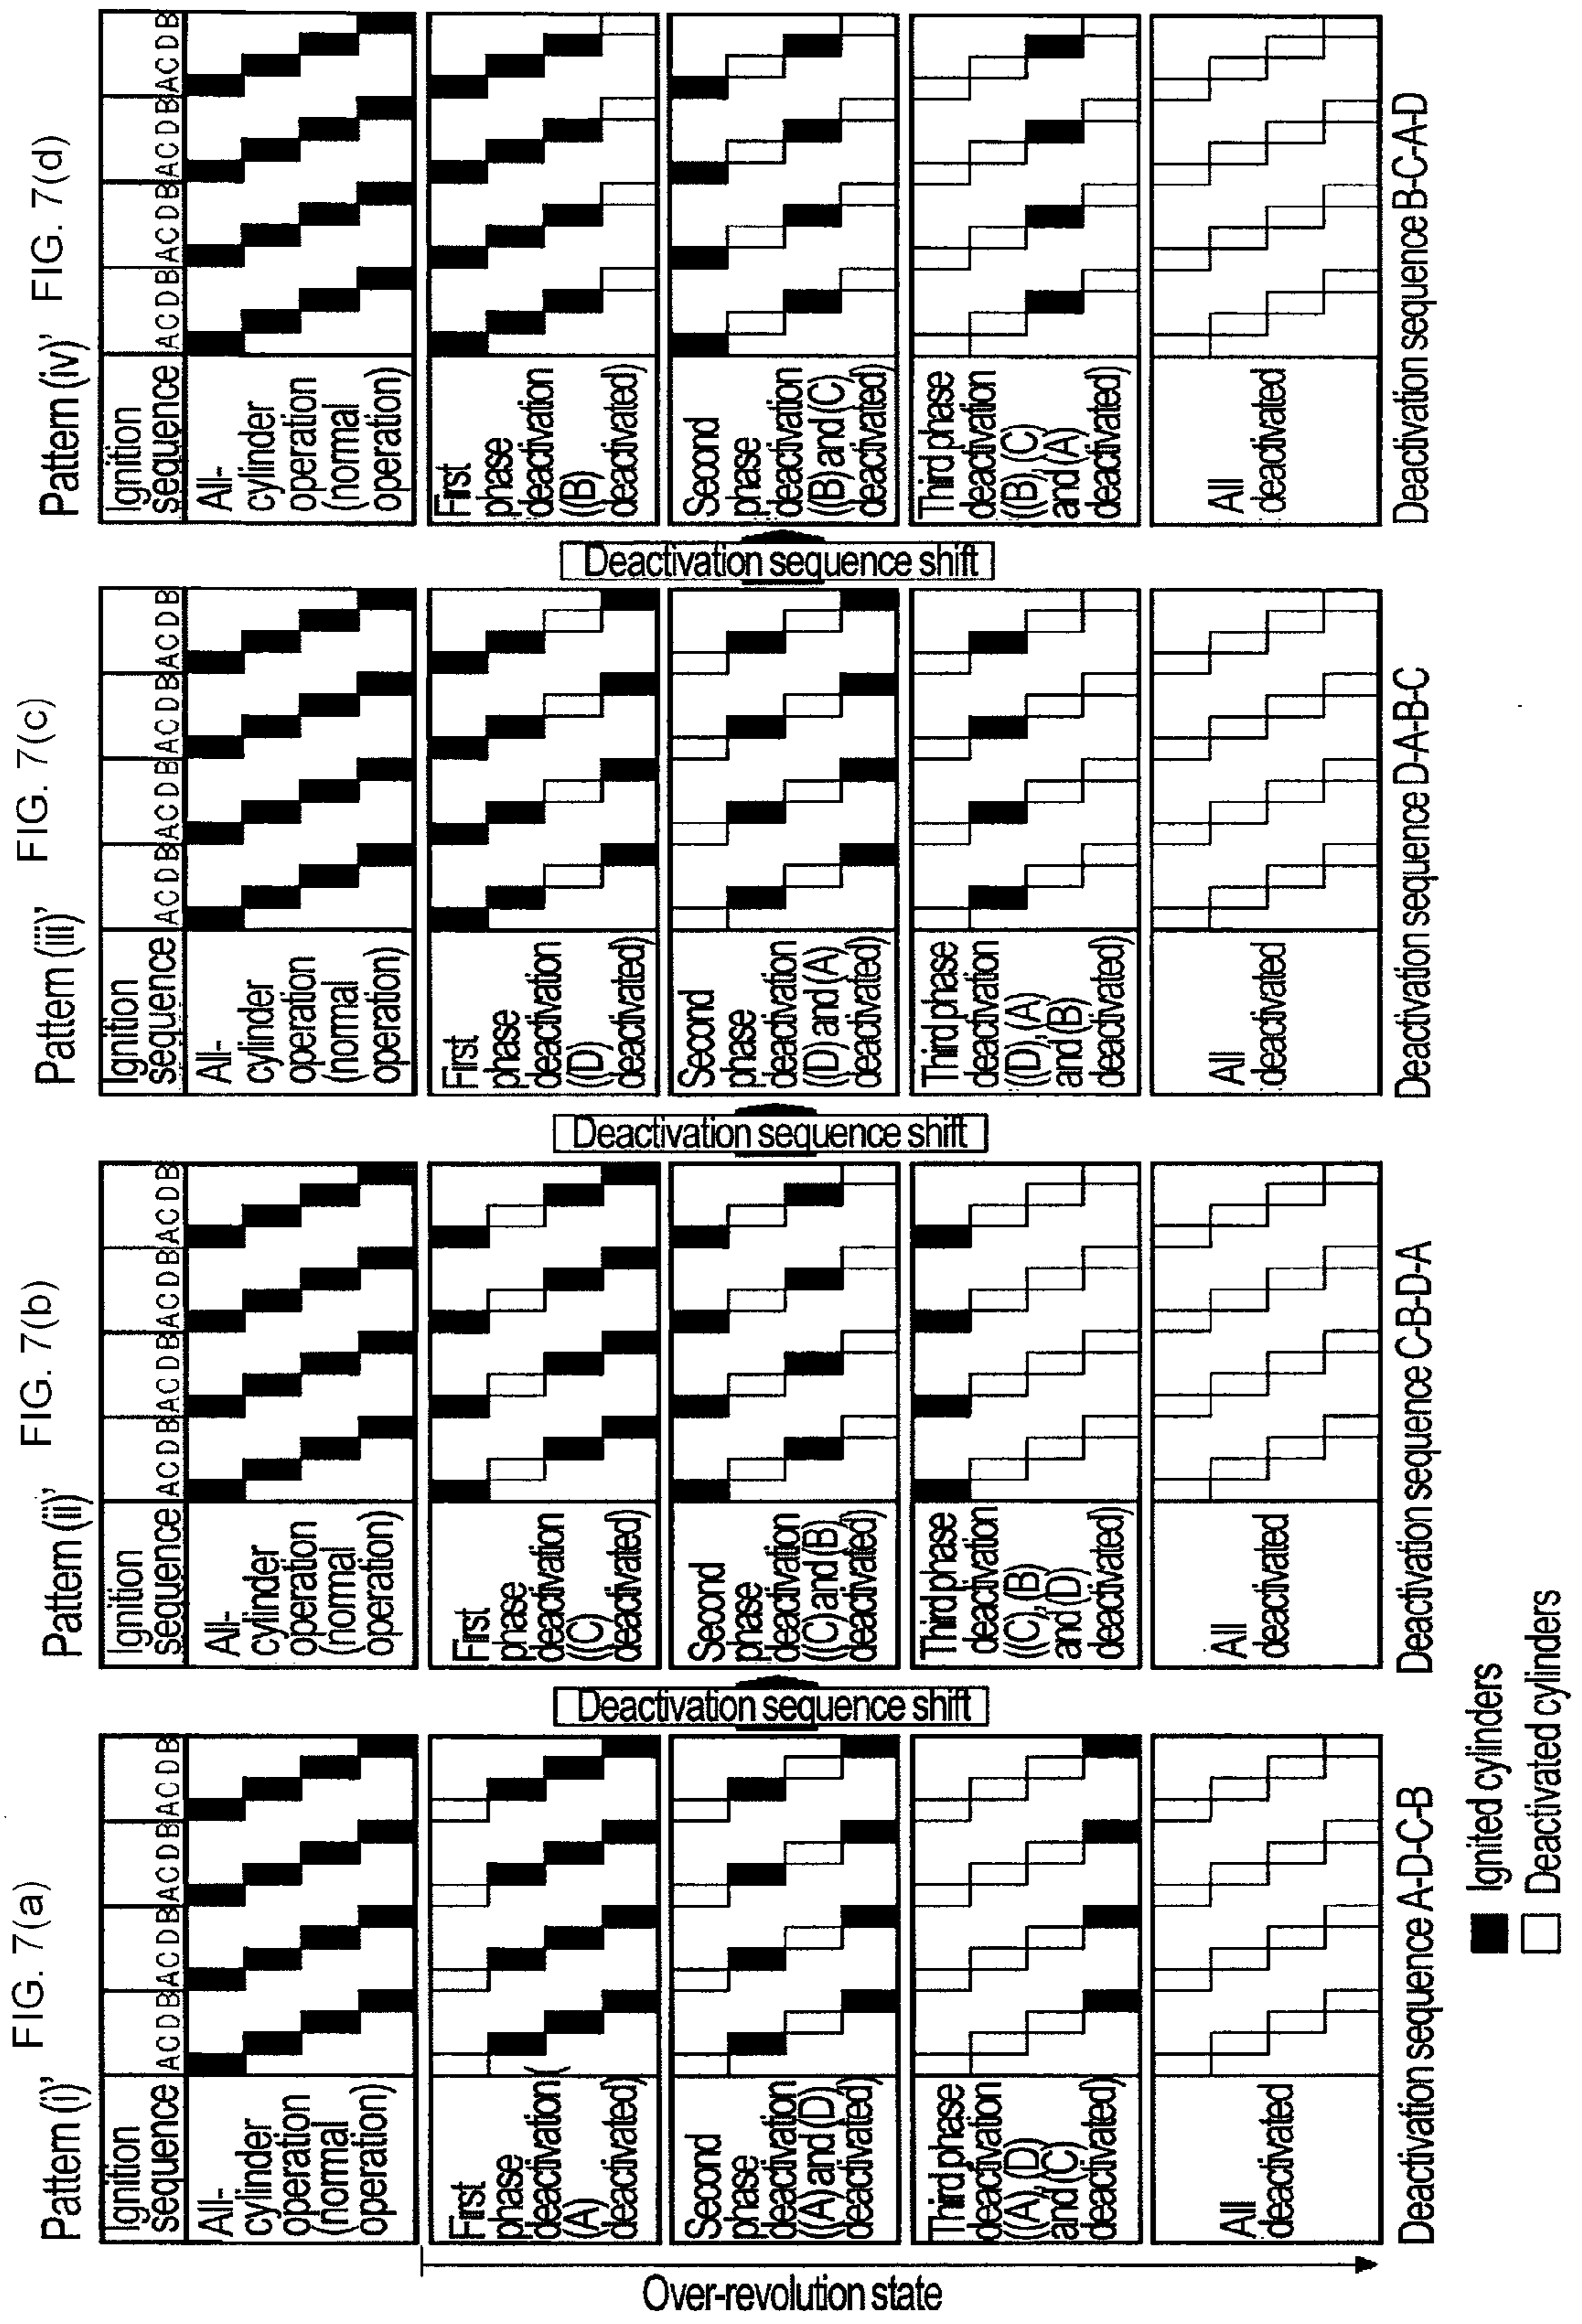 FIG. 7(a)
Pattern (i)'
Ignition
sequence
A C D B A C D B A C D B A C D B
All-
cylinder
operation
(normal
operation)
First
phase
deactivation(
(A)
deactivated)
Second
phase
deactivation
((A) and (D)
deactivated)
Third phase
deactivation
((A), (D)
and (C)
deactivated)
All
deactivated
Deactivation sequence A-D-C-B
Over-revolution state
Deactivation sequence shift
FIG. 7(b)
Pattern (ii)'
Ignition
sequence
A C D B A C D B A C D B A C D B
All-
cylinder
operation
(normal
operation)
First
phase
deactivation
((C)
deactivated)
Second
phase
deactivation
((C) and (B)
deactivated)
Third phase
deactivation
((C), (B)
and (D)
deactivated)
All
deactivated
Deactivation sequence C-B-D-A
Deactivation sequence shift
FIG. 7(c)
Pattern (iii)'
Ignition
sequence
A C D B A C D B A C D B A C D B
All-
cylinder
operation
(normal
operation)
First
phase
deactivation
((D)
deactivated)
Second
phase
deactivation
((D) and (A)
deactivated)
Third phase
deactivation
((D), (A)
and (B)
deactivated)
All
deactivated
Deactivation sequence D-A-B-C
Deactivation sequence shift
FIG. 7(d)
Pattern (iv)'
Ignition
sequence
A C D B A C D B A C D B A C D B
All-
cylinder
operation
(normal
operation)
First
phase
deactivation
((B)
deactivated)
Second
phase
deactivation
((B) and (C)
deactivated)
Third phase
deactivation
((B), (C)
and (A)
deactivated)
All
deactivated
Deactivation sequence B-C-A-D
Ignited cylinders
Deactivated cylinders